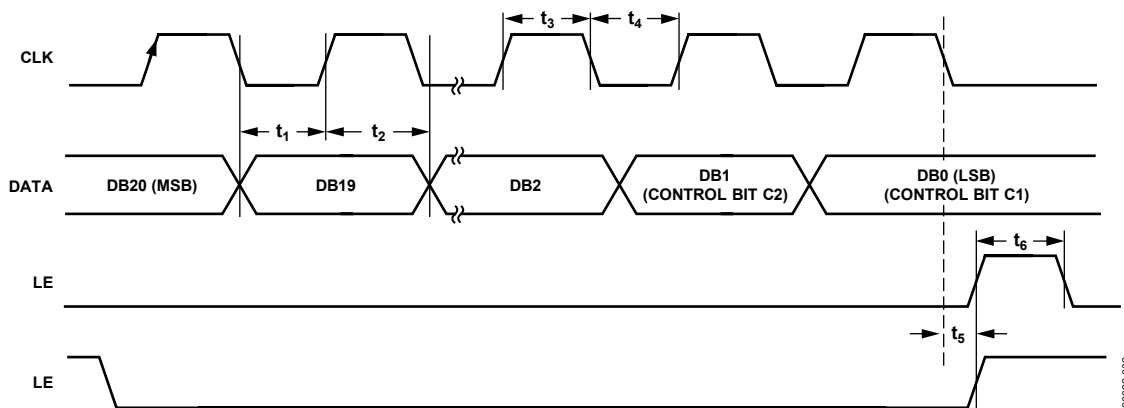 t3 t4
CLK
t1 t2
DATA
DB20 (MSB) DB19 DB2 DB1
(CONTROL BIT C2) DB0 (LSB)
(CONTROL BIT C1)
t6
LE
t5
LE